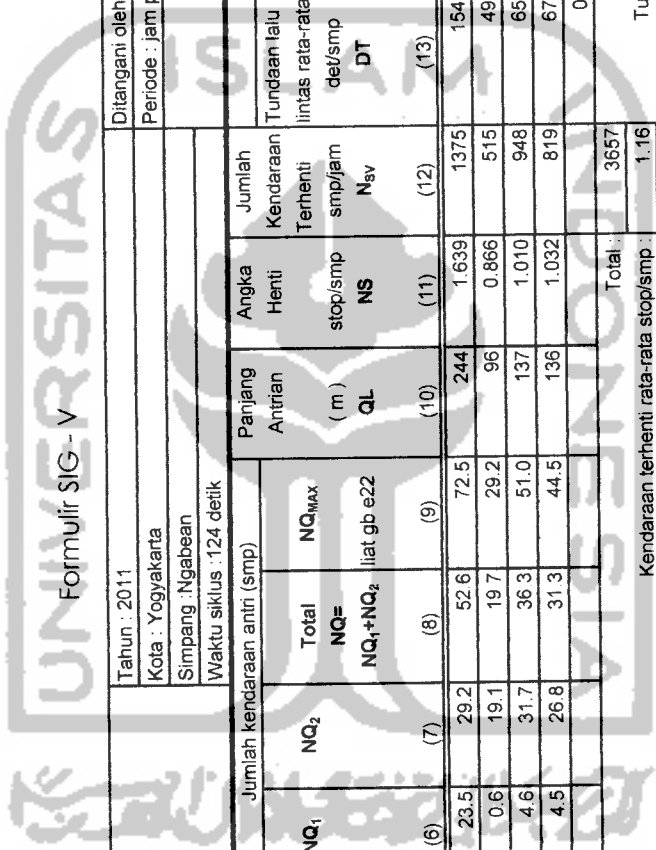 Formulir SIG - V
Tahun : 2011
Ditangani oleh
Kota : Yogyakarta
Periode : jam
Simpang :Ngabean
Waktu siklus :124 detik
Jumlah kendaraan antri (smp)
Panjang Angka Jumlah Tundaan lalu
Antrian Henti Kendaraan lintas rata-rata
NQ₁ NQ₂ Total NQMAX Terhenti det/smp
NQ= ( m ) stop/smp smp/jam DT
NQ₁+NQ₂ liat gb e22 QL NS Nsv
(6) (7) (8) (9) (10) (11) (12) (13)
23.5 29.2 52.6 72.5 244 1.639 1375 154
0.6 19.1 19.7 29.2 96 0.866 515 49
4.6 31.7 36.3 51.0 137 1.010 948 65
4.5 26.8 31.3 44.5 136 1.032 819 67
0
Total : 3657
Kendaraan terhenti rata-rata stop/smp : 1.16
Tu
UNIVERSITAS
ISLAM
INDONESIA